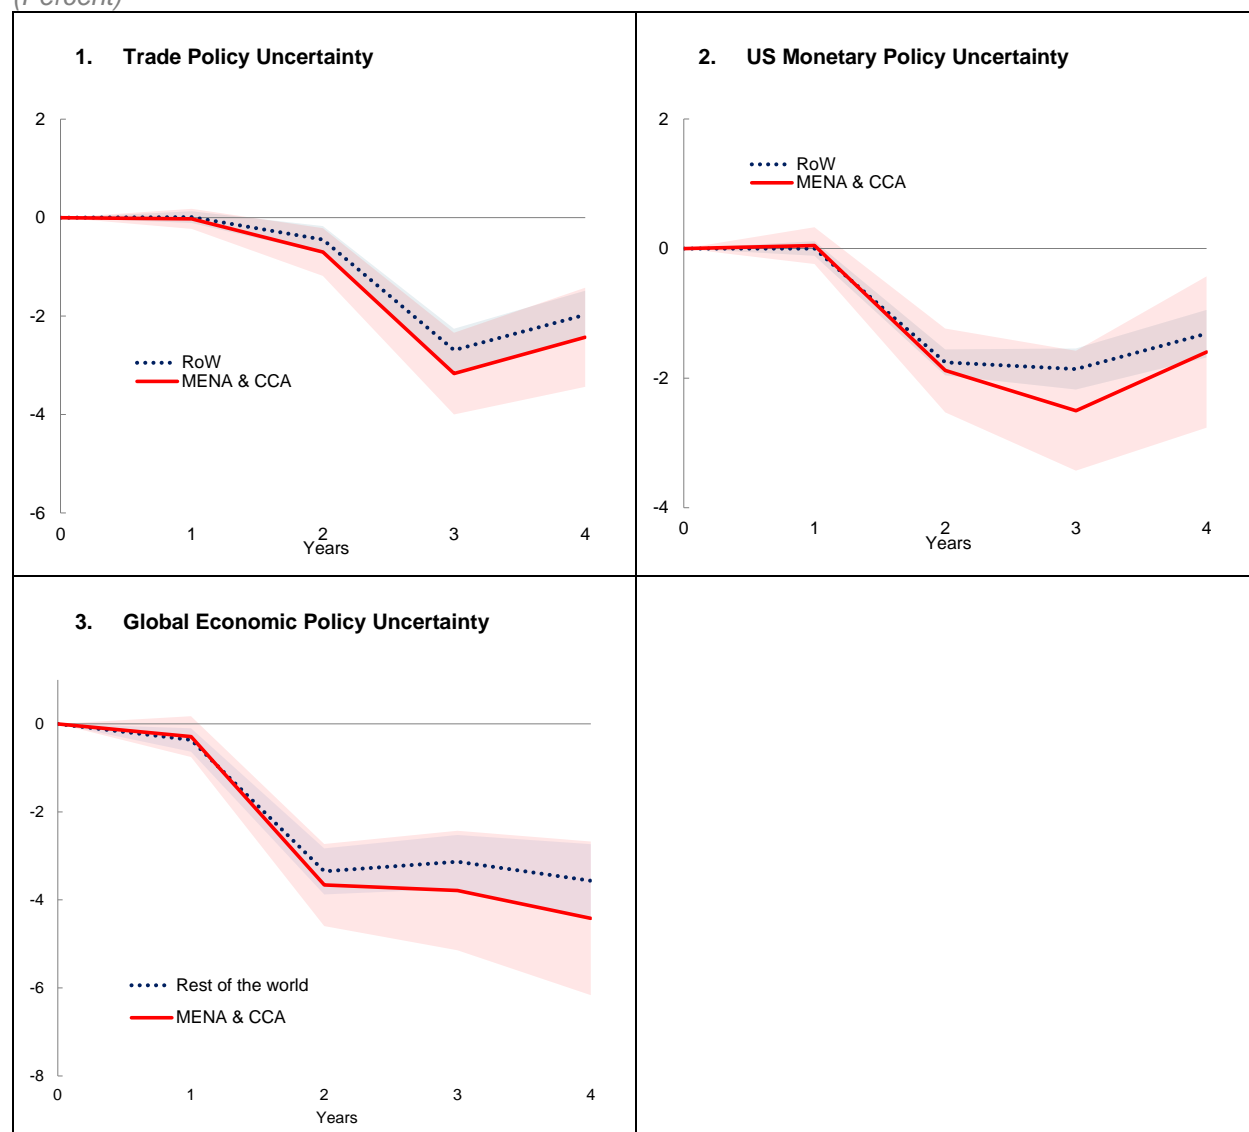 (Percent)
1. Trade Policy Uncertainty
2
0
-2
-4
-6
RoW
MENA & CCA
0 1 2 3 4
Years
2. US Monetary Policy Uncertainty
2
0
-2
-4
RoW
MENA & CCA
0 1 2 3 4
Years
3. Global Economic Policy Uncertainty
0
-2
-4
-6
-8
Rest of the world
MENA & CCA
0 1 2 3 4
Years